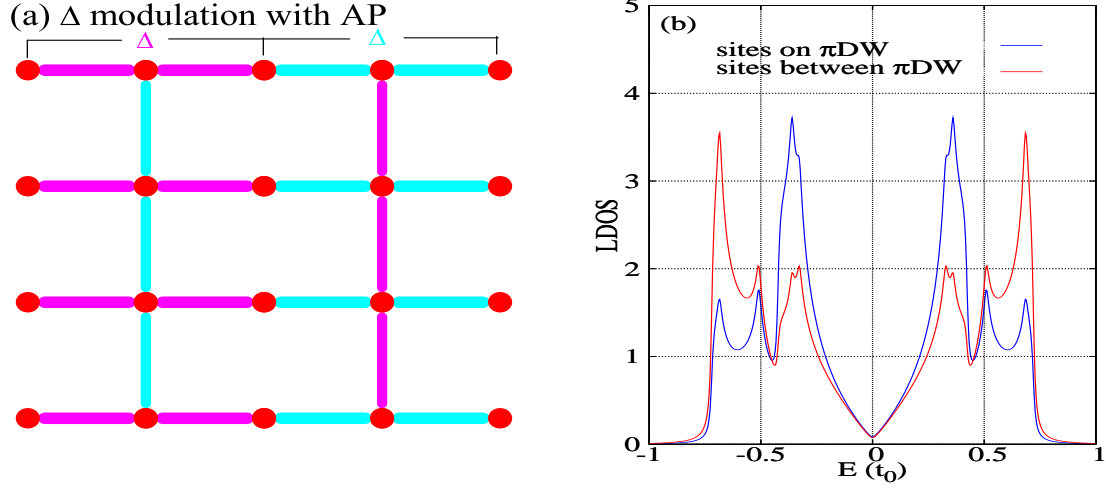 (a) Δ modulation with AP
Δ
Δ
(b)
sites on πDW
sites between πDW
LDOS
5
4
3
2
1
0
-1
-0.5
0
0.5
1
E (t₀)